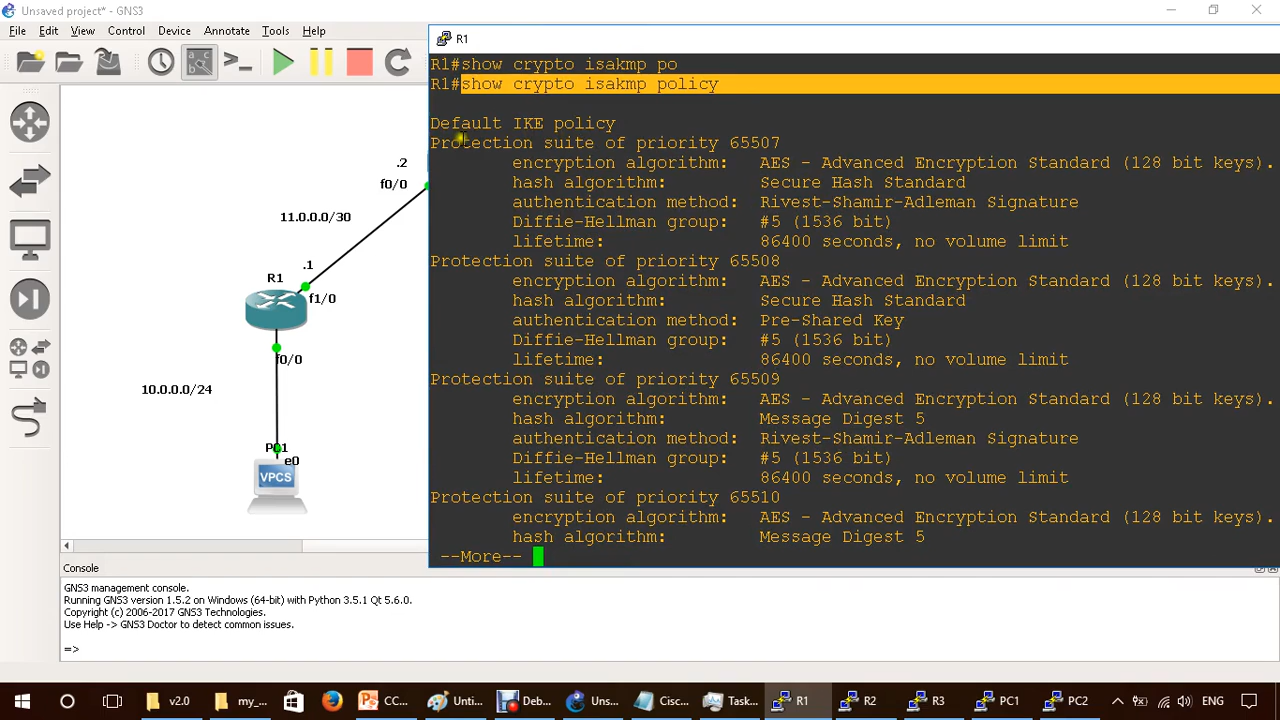 Unsaved project* - GNS3
File Edit View Control Device Annotate Tools Help
R1
R1#show crypto isakmp po
R1#show crypto isakmp policy
Default IKE policy
Protection suite of priority 65507
encryption algorithm: AES - Advanced Encryption Standard (128 bit keys).
hash algorithm: Secure Hash Standard
authentication method: Rivest-Shamir-Adleman Signature
Diffie-Hellman group: #5 (1536 bit)
lifetime: 86400 seconds, no volume limit
Protection suite of priority 65508
encryption algorithm: AES - Advanced Encryption Standard (128 bit keys).
hash algorithm: Secure Hash Standard
authentication method: Pre-Shared Key
Diffie-Hellman group: #5 (1536 bit)
lifetime: 86400 seconds, no volume limit
Protection suite of priority 65509
encryption algorithm: AES - Advanced Encryption Standard (128 bit keys).
hash algorithm: Message Digest 5
authentication method: Rivest-Shamir-Adleman Signature
Diffie-Hellman group: #5 (1536 bit)
lifetime: 86400 seconds, no volume limit
Protection suite of priority 65510
encryption algorithm: AES - Advanced Encryption Standard (128 bit keys).
hash algorithm: Message Digest 5
--More--
.2
f0/0
11.0.0.0/30
.1
R1
f1/0
f0/0
10.0.0.0/24
PC1
e0
VPCS
Console
GNS3 management console.
Running GNS3 version 1.5.2 on Windows (64-bit) with Python 3.5.1 Qt 5.6.0.
Copyright (c) 2006-2017 GNS3 Technologies.
Use Help -> GNS3 Doctor to detect common issues.
=>
v2.0 my_... CC... Unti... Deb... Uns... Cisc... Task... R1 R2 R3 PC1 PC2 ENG